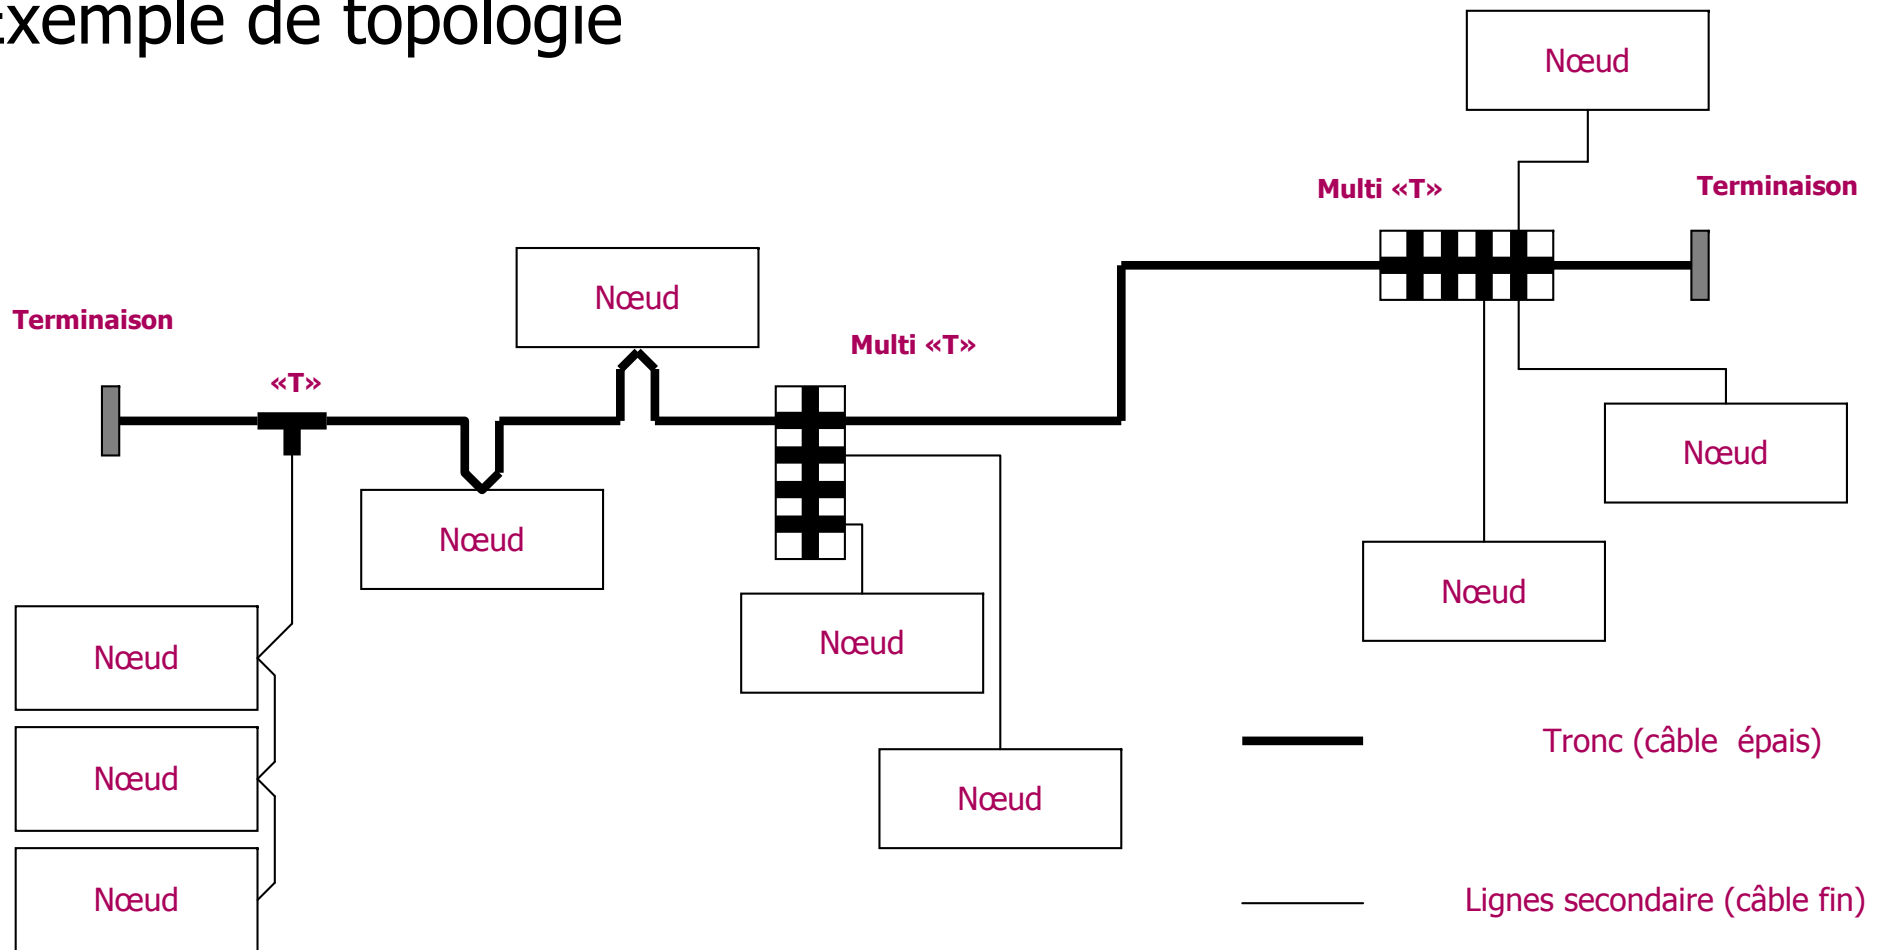 Exemple de topologie
Nœud
Multi «T»
Terminaison
Nœud
Terminaison
Multi «T»
«T»
Nœud
Nœud
Nœud
Nœud
Nœud
Nœud
Tronc (câble épais)
Nœud
Nœud
Nœud
Lignes secondaire (câble fin)